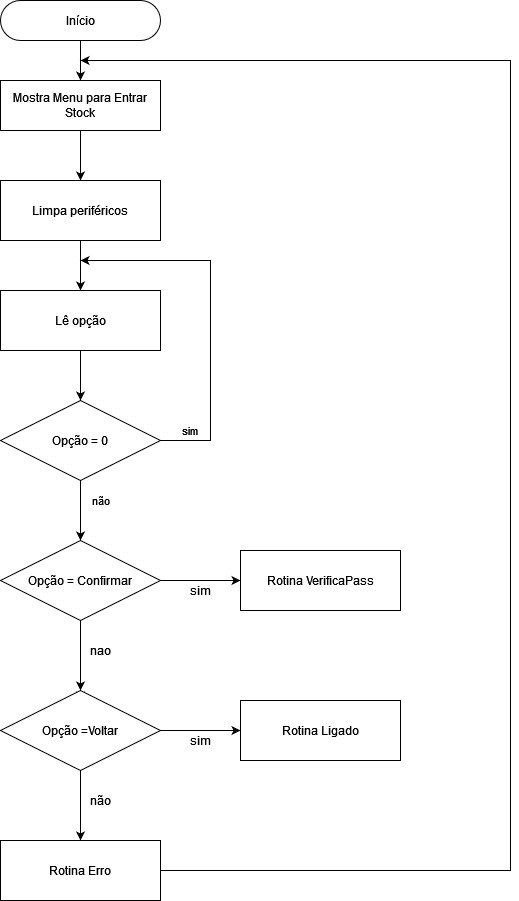 Início
Mostra Menu para Entrar
Stock
Limpa periféricos
Lê opção
Opção = 0
sim
não
Opção = Confirmar
sim
Rotina VerificaPass
nao
Opção =Voltar
sim
Rotina Ligado
não
Rotina Erro